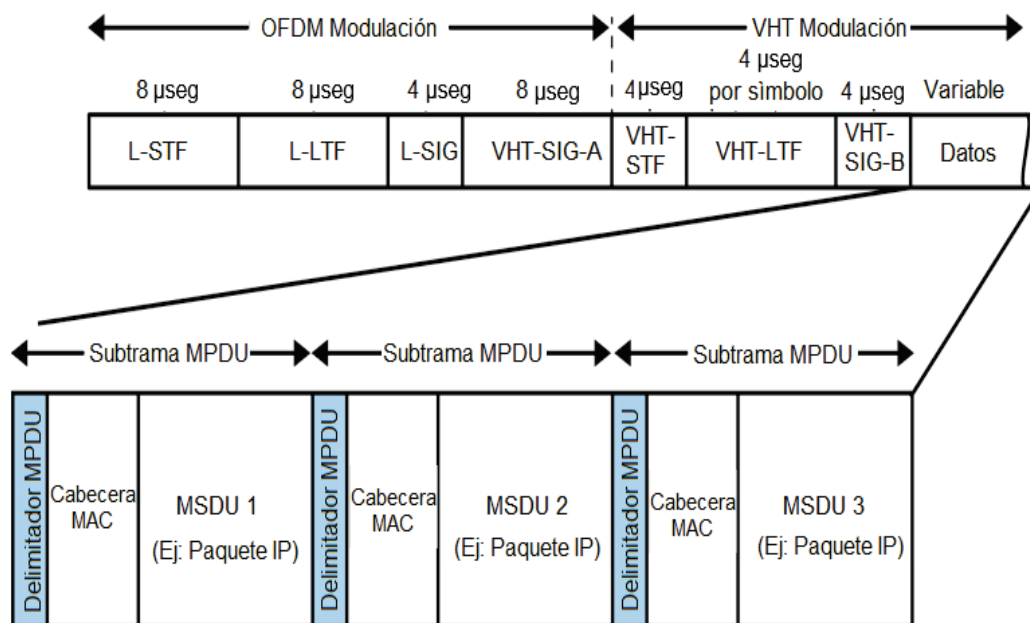 OFDM Modulación
VHT Modulación
8 µseg
8 µseg
4 µseg
8 µseg
4 µseg
4 µseg
por sìmbolo
4 µseg
Variable
L-STF
L-LTF
L-SIG
VHT-SIG-A
VHT-
STF
VHT-LTF
VHT-
SIG-B
Datos
Subtrama MPDU
Subtrama MPDU
Subtrama MPDU
Delimitador MPDU
Cabecera
MAC
MSDU 1
(Ej: Paquete IP)
Delimitador MPDU
Cabecera
MAC
MSDU 2
(Ej: Paquete IP)
Delimitador MPDU
Cabecera
MAC
MSDU 3
(Ej: Paquete IP)